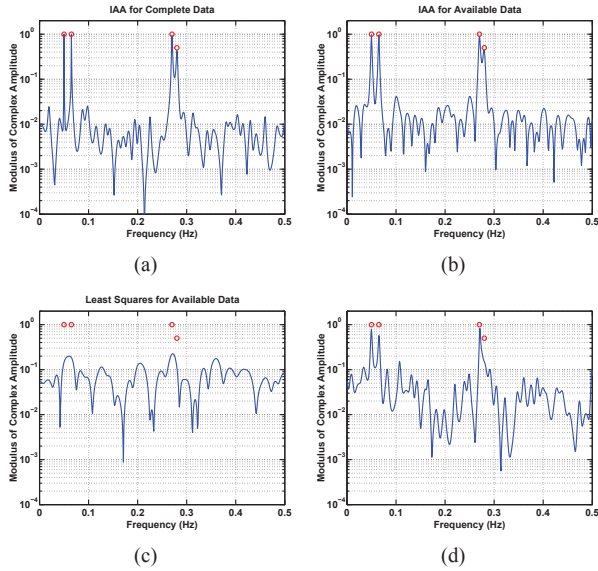 IAA for Complete Data
10^0
10^-1
10^-2
10^-3
10^-4
Modulus of Complex Amplitude
0 0.1 0.2 0.3 0.4 0.5
Frequency (Hz)
(a)
IAA for Available Data
10^0
10^-1
10^-2
10^-3
10^-4
Modulus of Complex Amplitude
0 0.1 0.2 0.3 0.4 0.5
Frequency (Hz)
(b)
Least Squares for Available Data
10^0
10^-1
10^-2
10^-3
10^-4
Modulus of Complex Amplitude
0 0.1 0.2 0.3 0.4 0.5
Frequency (Hz)
(c)
10^0
10^-1
10^-2
10^-3
10^-4
Modulus of Complex Amplitude
0 0.1 0.2 0.3 0.4 0.5
Frequency (Hz)
(d)